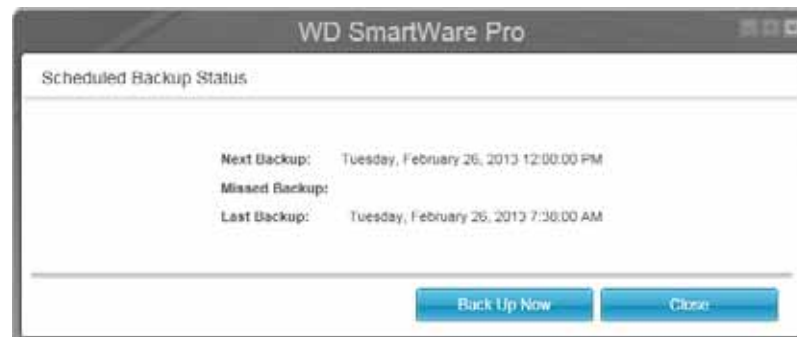 WD SmartWare Pro
Scheduled Backup Status
Next Backup: Tuesday, February 26, 2013 12:00:00 PM
Missed Backup:
Last Backup: Tuesday, February 26, 2013 7:30:00 AM
Back Up Now Close